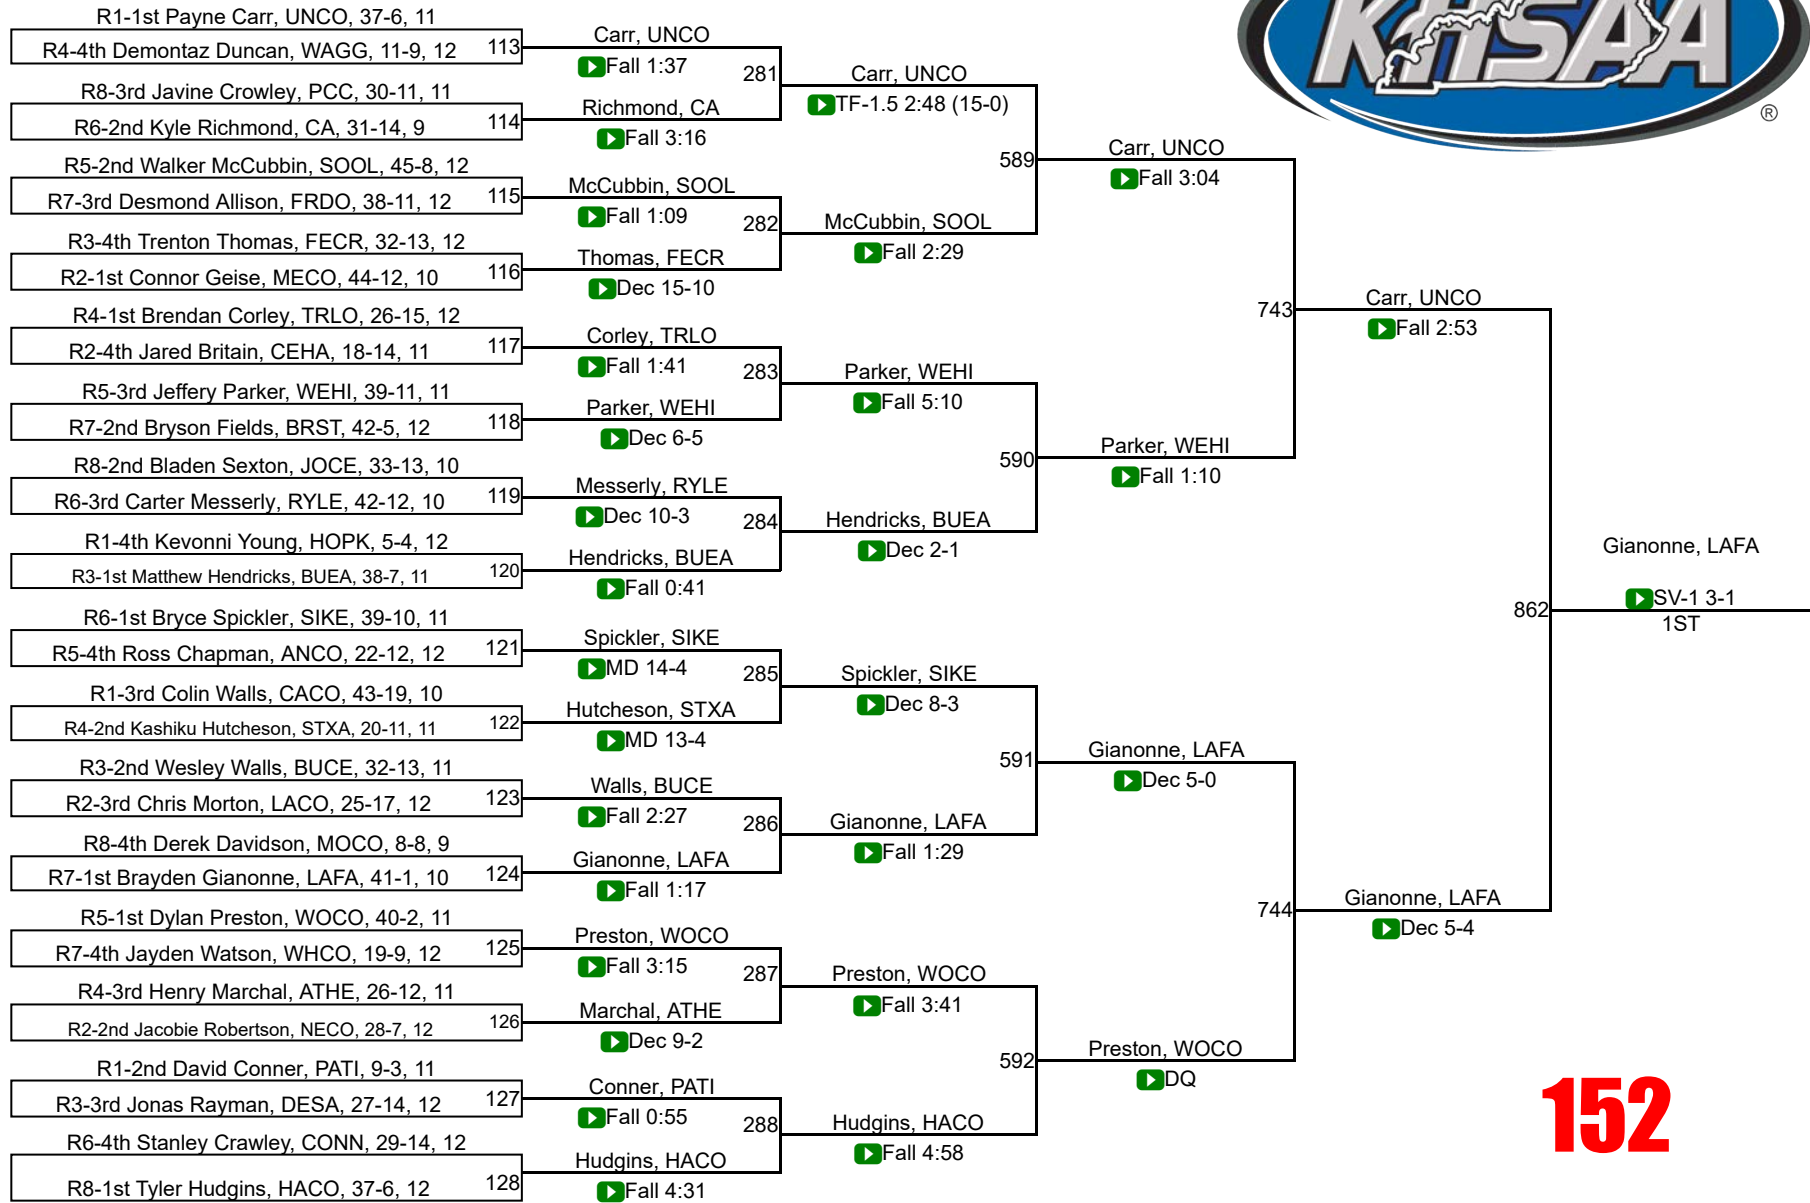 R1-1st Payne Carr, UNCO, 37-6, 11
R4-4th Demontaz Duncan, WAGG, 11-9, 12
113
R8-3rd Javine Crowley, PCC, 30-11, 11
R6-2nd Kyle Richmond, CA, 31-14, 9
114
R5-2nd Walker McCubbin, SOOL, 45-8, 12
R7-3rd Desmond Allison, FRDO, 38-11, 12
115
R3-4th Trenton Thomas, FECR, 32-13, 12
R2-1st Connor Geise, MECO, 44-12, 10
116
R4-1st Brendan Corley, TRLO, 26-15, 12
R2-4th Jared Britain, CEHA, 18-14, 11
117
R5-3rd Jeffery Parker, WEHI, 39-11, 11
R7-2nd Bryson Fields, BRST, 42-5, 12
118
R8-2nd Bladen Sexton, JOCE, 33-13, 10
R6-3rd Carter Messerly, RYLE, 42-12, 10
119
R1-4th Kevonni Young, HOPK, 5-4, 12
R3-1st Matthew Hendricks, BUEA, 38-7, 11
120
R6-1st Bryce Spickler, SIKE, 39-10, 11
R5-4th Ross Chapman, ANCO, 22-12, 12
121
R1-3rd Colin Walls, CACO, 43-19, 10
R4-2nd Kashiku Hutcheson, STXA, 20-11, 11
122
R3-2nd Wesley Walls, BUCE, 32-13, 11
R2-3rd Chris Morton, LACO, 25-17, 12
123
R8-4th Derek Davidson, MOCO, 8-8, 9
R7-1st Brayden Gianonne, LAFA, 41-1, 10
124
R5-1st Dylan Preston, WOCO, 40-2, 11
R7-4th Jayden Watson, WHCO, 19-9, 12
125
R4-3rd Henry Marchal, ATHE, 26-12, 11
R2-2nd Jacobie Robertson, NECO, 28-7, 12
126
R1-2nd David Conner, PATI, 9-3, 11
R3-3rd Jonas Rayman, DESA, 27-14, 12
127
R6-4th Stanley Crawley, CONN, 29-14, 12
R8-1st Tyler Hudgins, HACO, 37-6, 12
128
Carr, UNCO
Fall 1:37
281
Richmond, CA
Fall 3:16
McCubbin, SOOL
Fall 1:09
282
Thomas, FECR
Dec 15-10
Corley, TRLO
Fall 1:41
283
Parker, WEHI
Dec 6-5
Messerly, RYLE
Dec 10-3
284
Hendricks, BUEA
Fall 0:41
Spickler, SIKE
MD 14-4
285
Hutcheson, STXA
MD 13-4
Walls, BUCE
Fall 2:27
286
Gianonne, LAFA
Fall 1:17
Preston, WOCO
Fall 3:15
287
Marchal, ATHE
Dec 9-2
Conner, PATI
Fall 0:55
288
Hudgins, HACO
Fall 4:31
Carr, UNCO
TF-1.5 2:48 (15-0)
589
McCubbin, SOOL
Fall 2:29
Parker, WEHI
Fall 5:10
590
Hendricks, BUEA
Dec 2-1
Spickler, SIKE
Dec 8-3
591
Gianonne, LAFA
Fall 1:29
Preston, WOCO
Fall 3:41
592
Hudgins, HACO
Fall 4:58
Carr, UNCO
Fall 3:04
743
Parker, WEHI
Fall 1:10
Gianonne, LAFA
Dec 5-0
744
Preston, WOCO
DQ
Carr, UNCO
Fall 2:53
862
Gianonne, LAFA
Dec 5-4
Gianonne, LAFA
SV-1 3-1
1ST
KHSAA
®
152